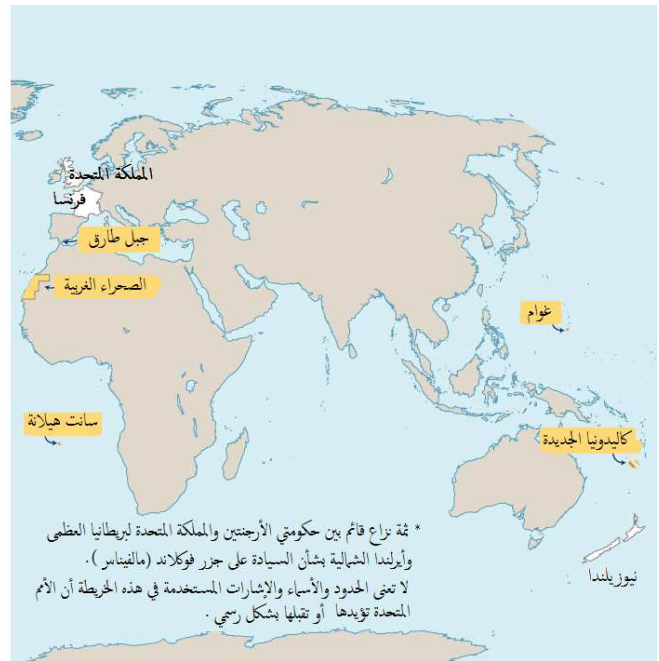 المملكة المتحدة
فرنسا
جبل طارق
الصحراء الغربية
غوام
سانت هيلانة
كاليدونيا الجديدة
نيوزيلندا
* ثمة نزاع قائم بين حكومتي الأرجنتين والمملكة المتحدة لبريطانيا العظمى
وأيرلندا الشمالية بشأن السيادة على جزر فوكلاند (مالفيناس ).
لا تعنى الحدود والأسماء والإشارات المستخدمة في هذه الخريطة أن الأمم
المتحدة تؤيدها أو تقبلها بشكل رسمي .